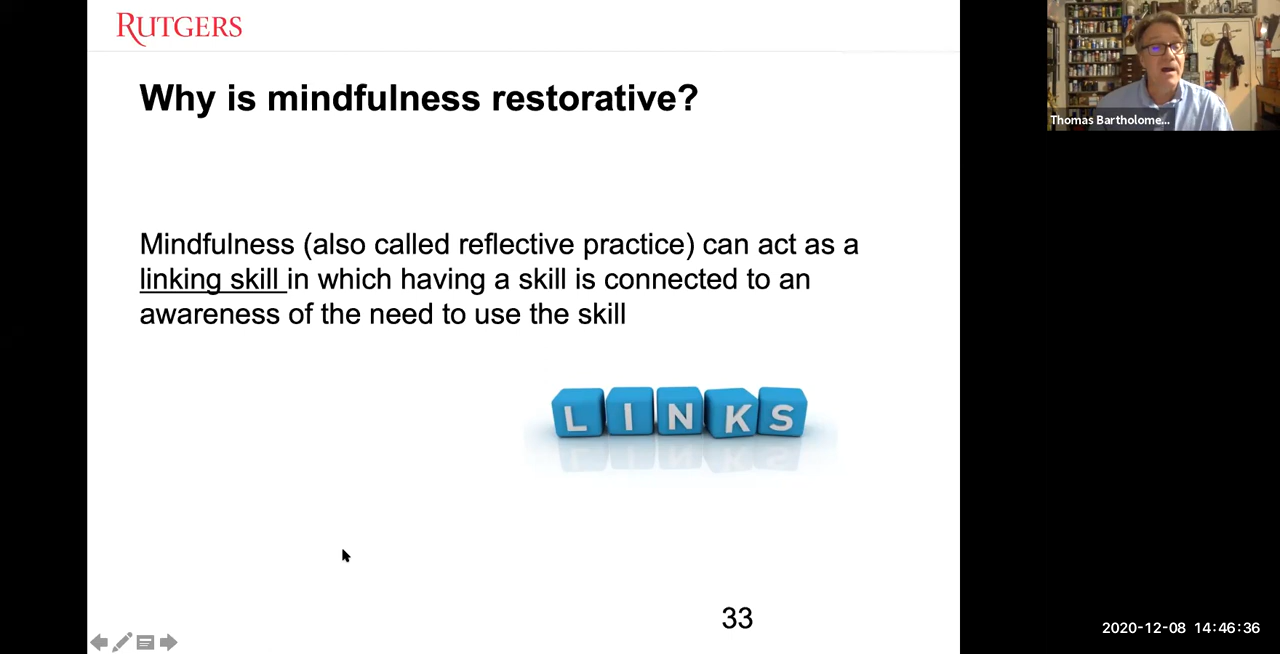 RUTGERS
Why is mindfulness restorative?
Mindfulness (also called reflective practice) can act as a
linking skill in which having a skill is connected to an
awareness of the need to use the skill
LINKS
33
Thomas Bartholome...
2020-12-08 14:46:36